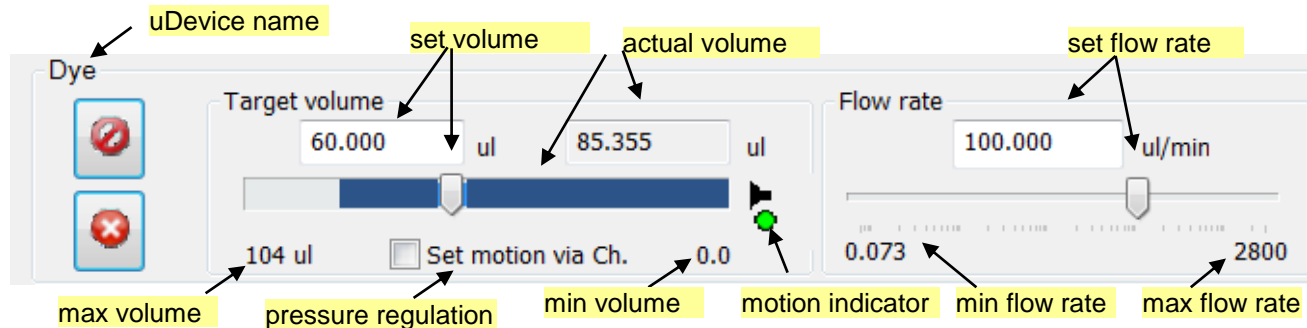 uDevice name
set volume
actual volume
set flow rate
Dye
Target volume
Flow rate
60.000 ul 85.355 ul
100.000 ul/min
104 ul Set motion via Ch. 0.0
0.073 2800
max volume pressure regulation min volume motion indicator min flow rate max flow rate